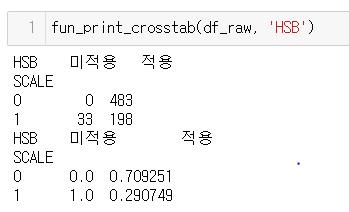 1 fun_print_crosstab(df_raw, 'HSB')
HSB 미적용 적용
SCALE
0 0 483
1 33 198
HSB 미적용 적용
SCALE
0 0.0 0.709251
1 1.0 0.290749